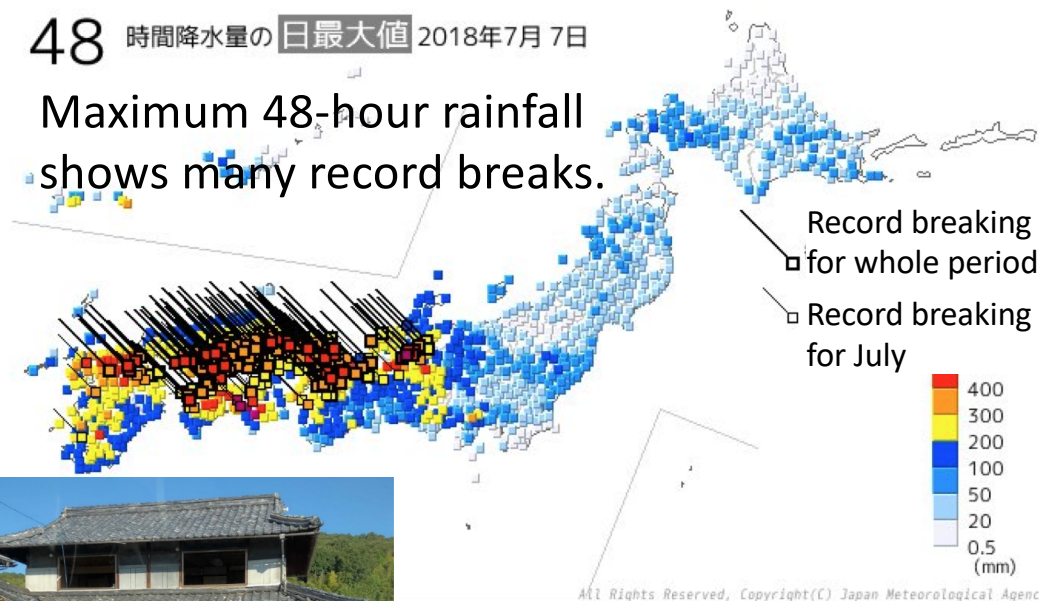 48 時間降水量の 日最大値 2018年7月 7日
Maximum 48-hour rainfall
shows many record breaks.
Record breaking
for whole period
Record breaking
for July
400
300
200
100
50
20
0.5
(mm)
All Rights Reserved, Copyright(C) Japan Meteorological Agenc